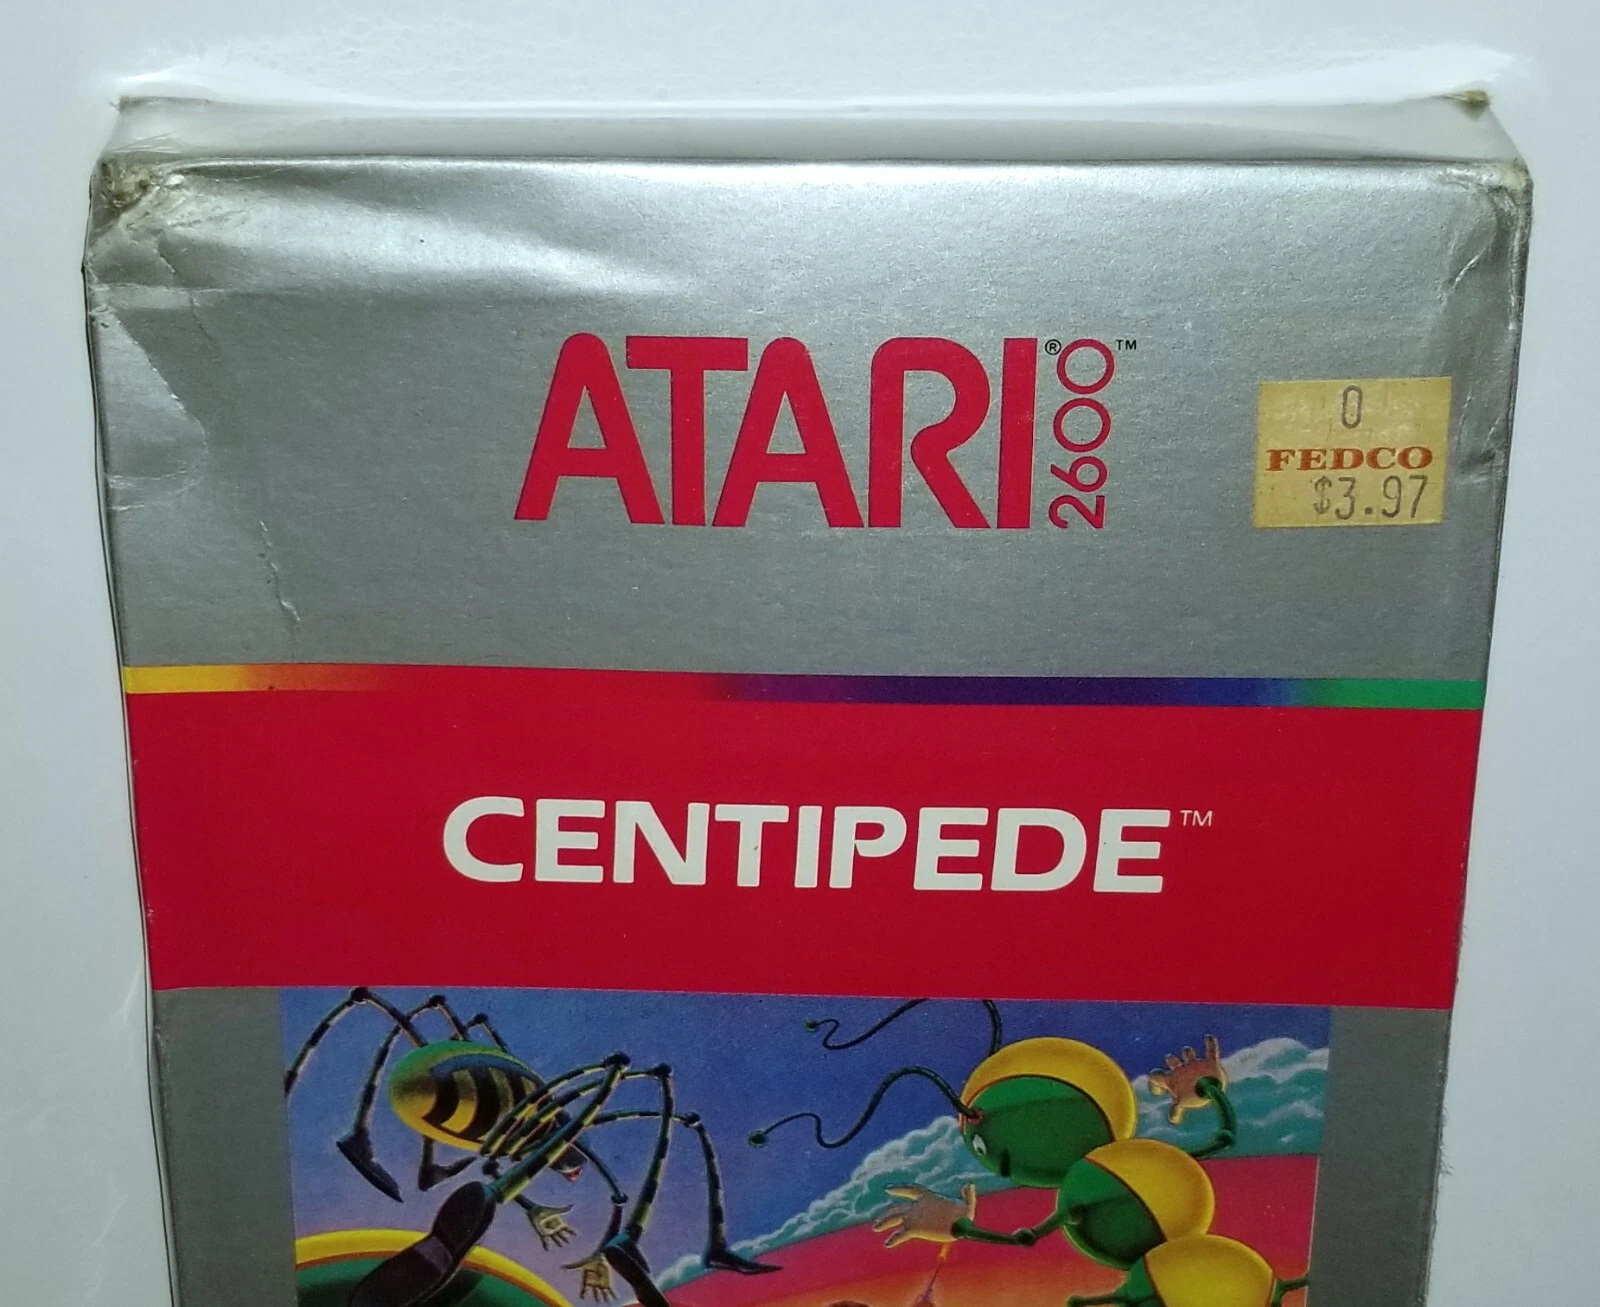 ATARI® 2600™
0
FEDCO
$3.97
CENTIPEDE™